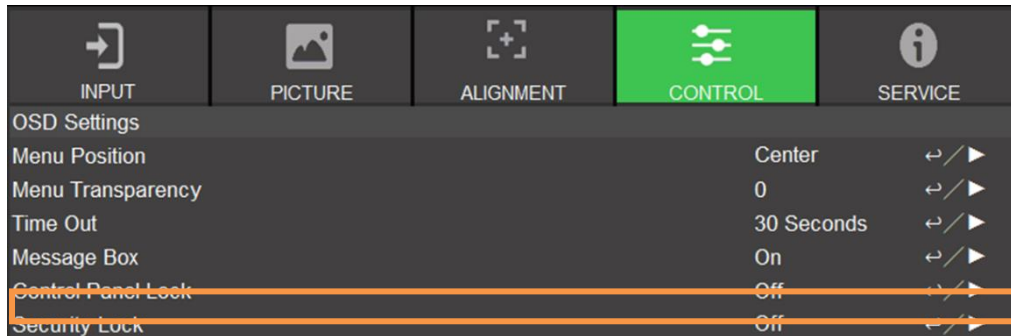 INPUT PICTURE ALIGNMENT CONTROL SERVICE
OSD Settings
Menu Position Center
Menu Transparency 0
Time Out 30 Seconds
Message Box On
Control Panel Lock Off
Security Lock Off